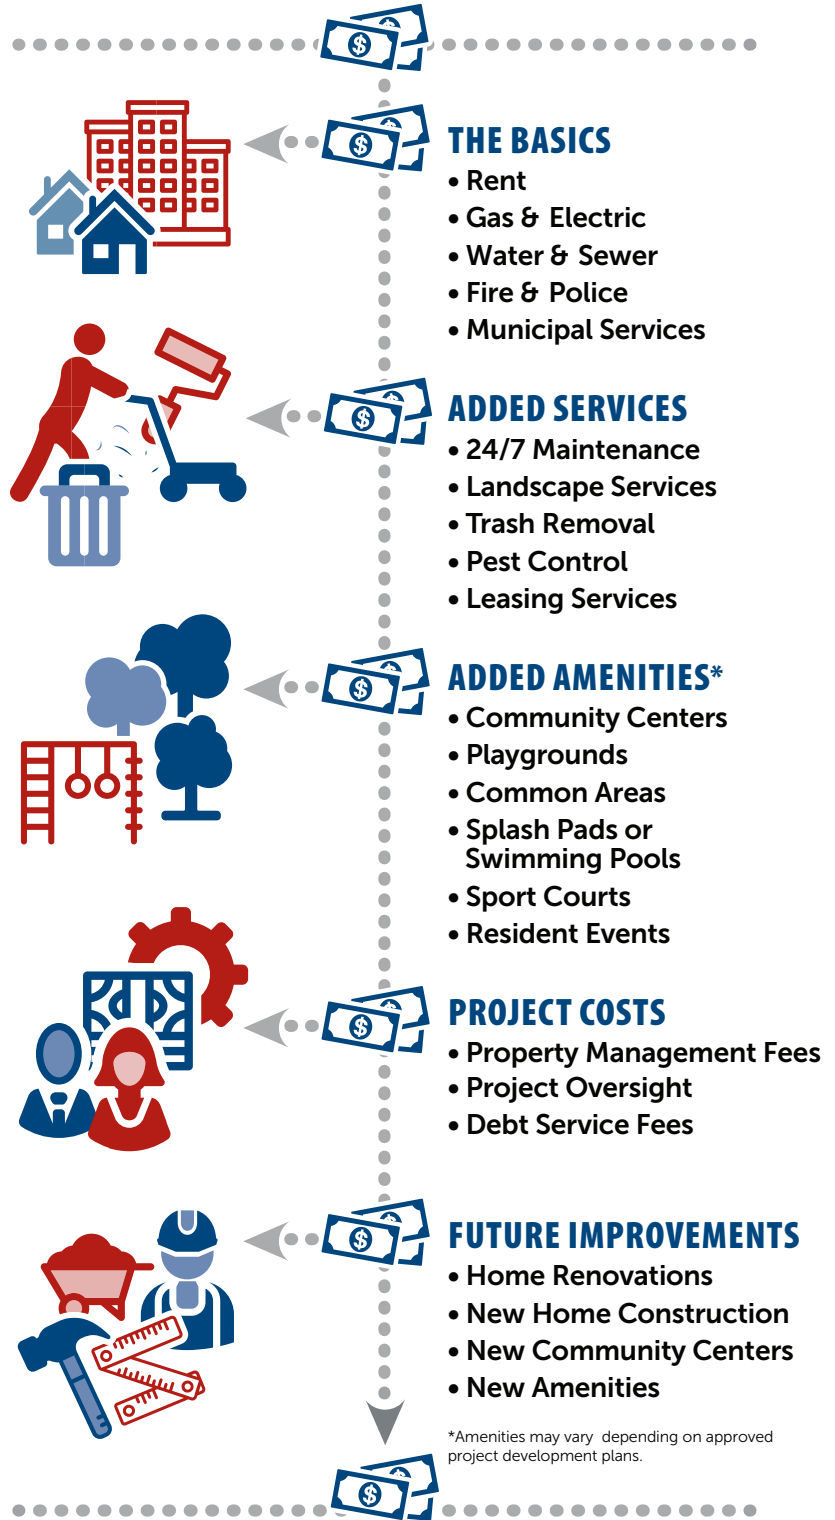 $
$
THE BASICS
• Rent
• Gas & Electric
• Water & Sewer
• Fire & Police
• Municipal Services
$
ADDED SERVICES
• 24/7 Maintenance
• Landscape Services
• Trash Removal
• Pest Control
• Leasing Services
$
ADDED AMENITIES*
• Community Centers
• Playgrounds
• Common Areas
• Splash Pads or
Swimming Pools
• Sport Courts
• Resident Events
$
PROJECT COSTS
• Property Management Fees
• Project Oversight
• Debt Service Fees
$
FUTURE IMPROVEMENTS
• Home Renovations
• New Home Construction
• New Community Centers
• New Amenities
*Amenities may vary depending on approved
project development plans.
$